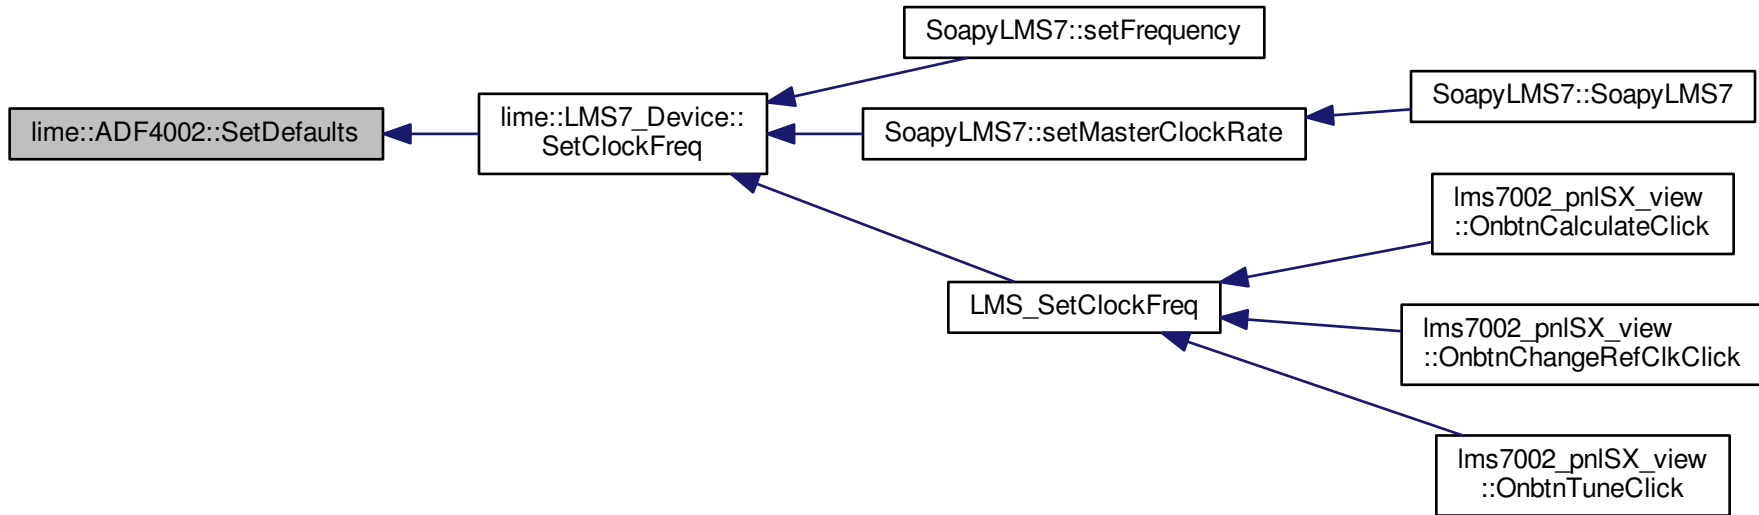 lime::ADF4002::SetDefaults
lime::LMS7_Device::
SetClockFreq
SoapyLMS7::setFrequency
SoapyLMS7::setMasterClockRate
SoapyLMS7::SoapyLMS7
LMS_SetClockFreq
lms7002_pnlSX_view
::OnbtnCalculateClick
lms7002_pnlSX_view
::OnbtnChangeRefClkClick
lms7002_pnlSX_view
::OnbtnTuneClick